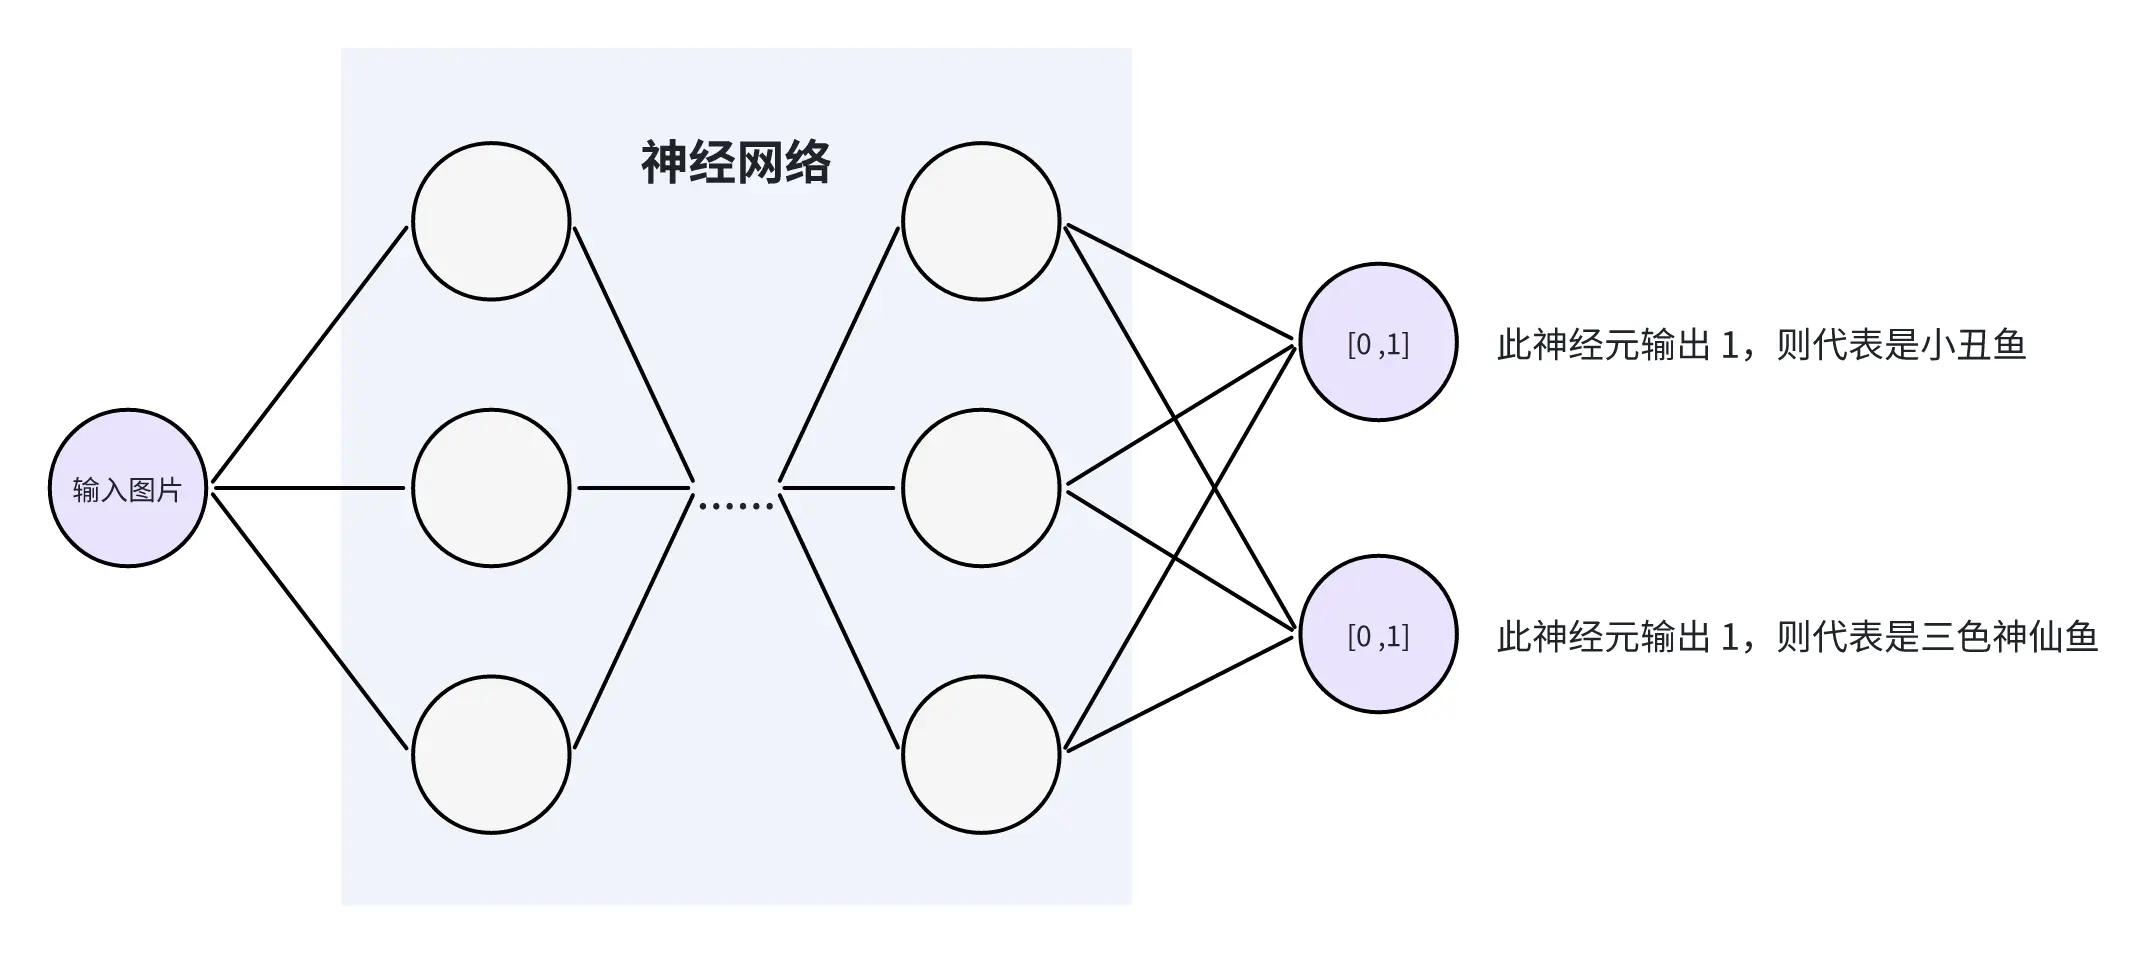 神经网络
输入图片
……
[0 ,1]
此神经元输出 1，则代表是小丑鱼
[0 ,1]
此神经元输出 1，则代表是三色神仙鱼